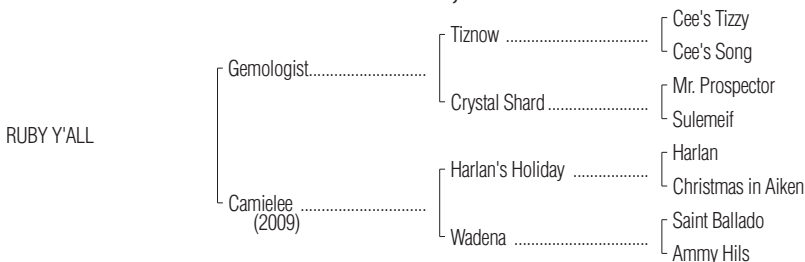 Cee's Tizzy
Tiznow ................................
Cee's Song
Gemologist..........................
Mr. Prospector
Crystal Shard .......................
Sulemeif
RUBY Y'ALL
Harlan
Harlan's Holiday .................
Christmas in Aiken
Camielee ............................
(2009)
Saint Ballado
Wadena ..............................
Ammy Hils